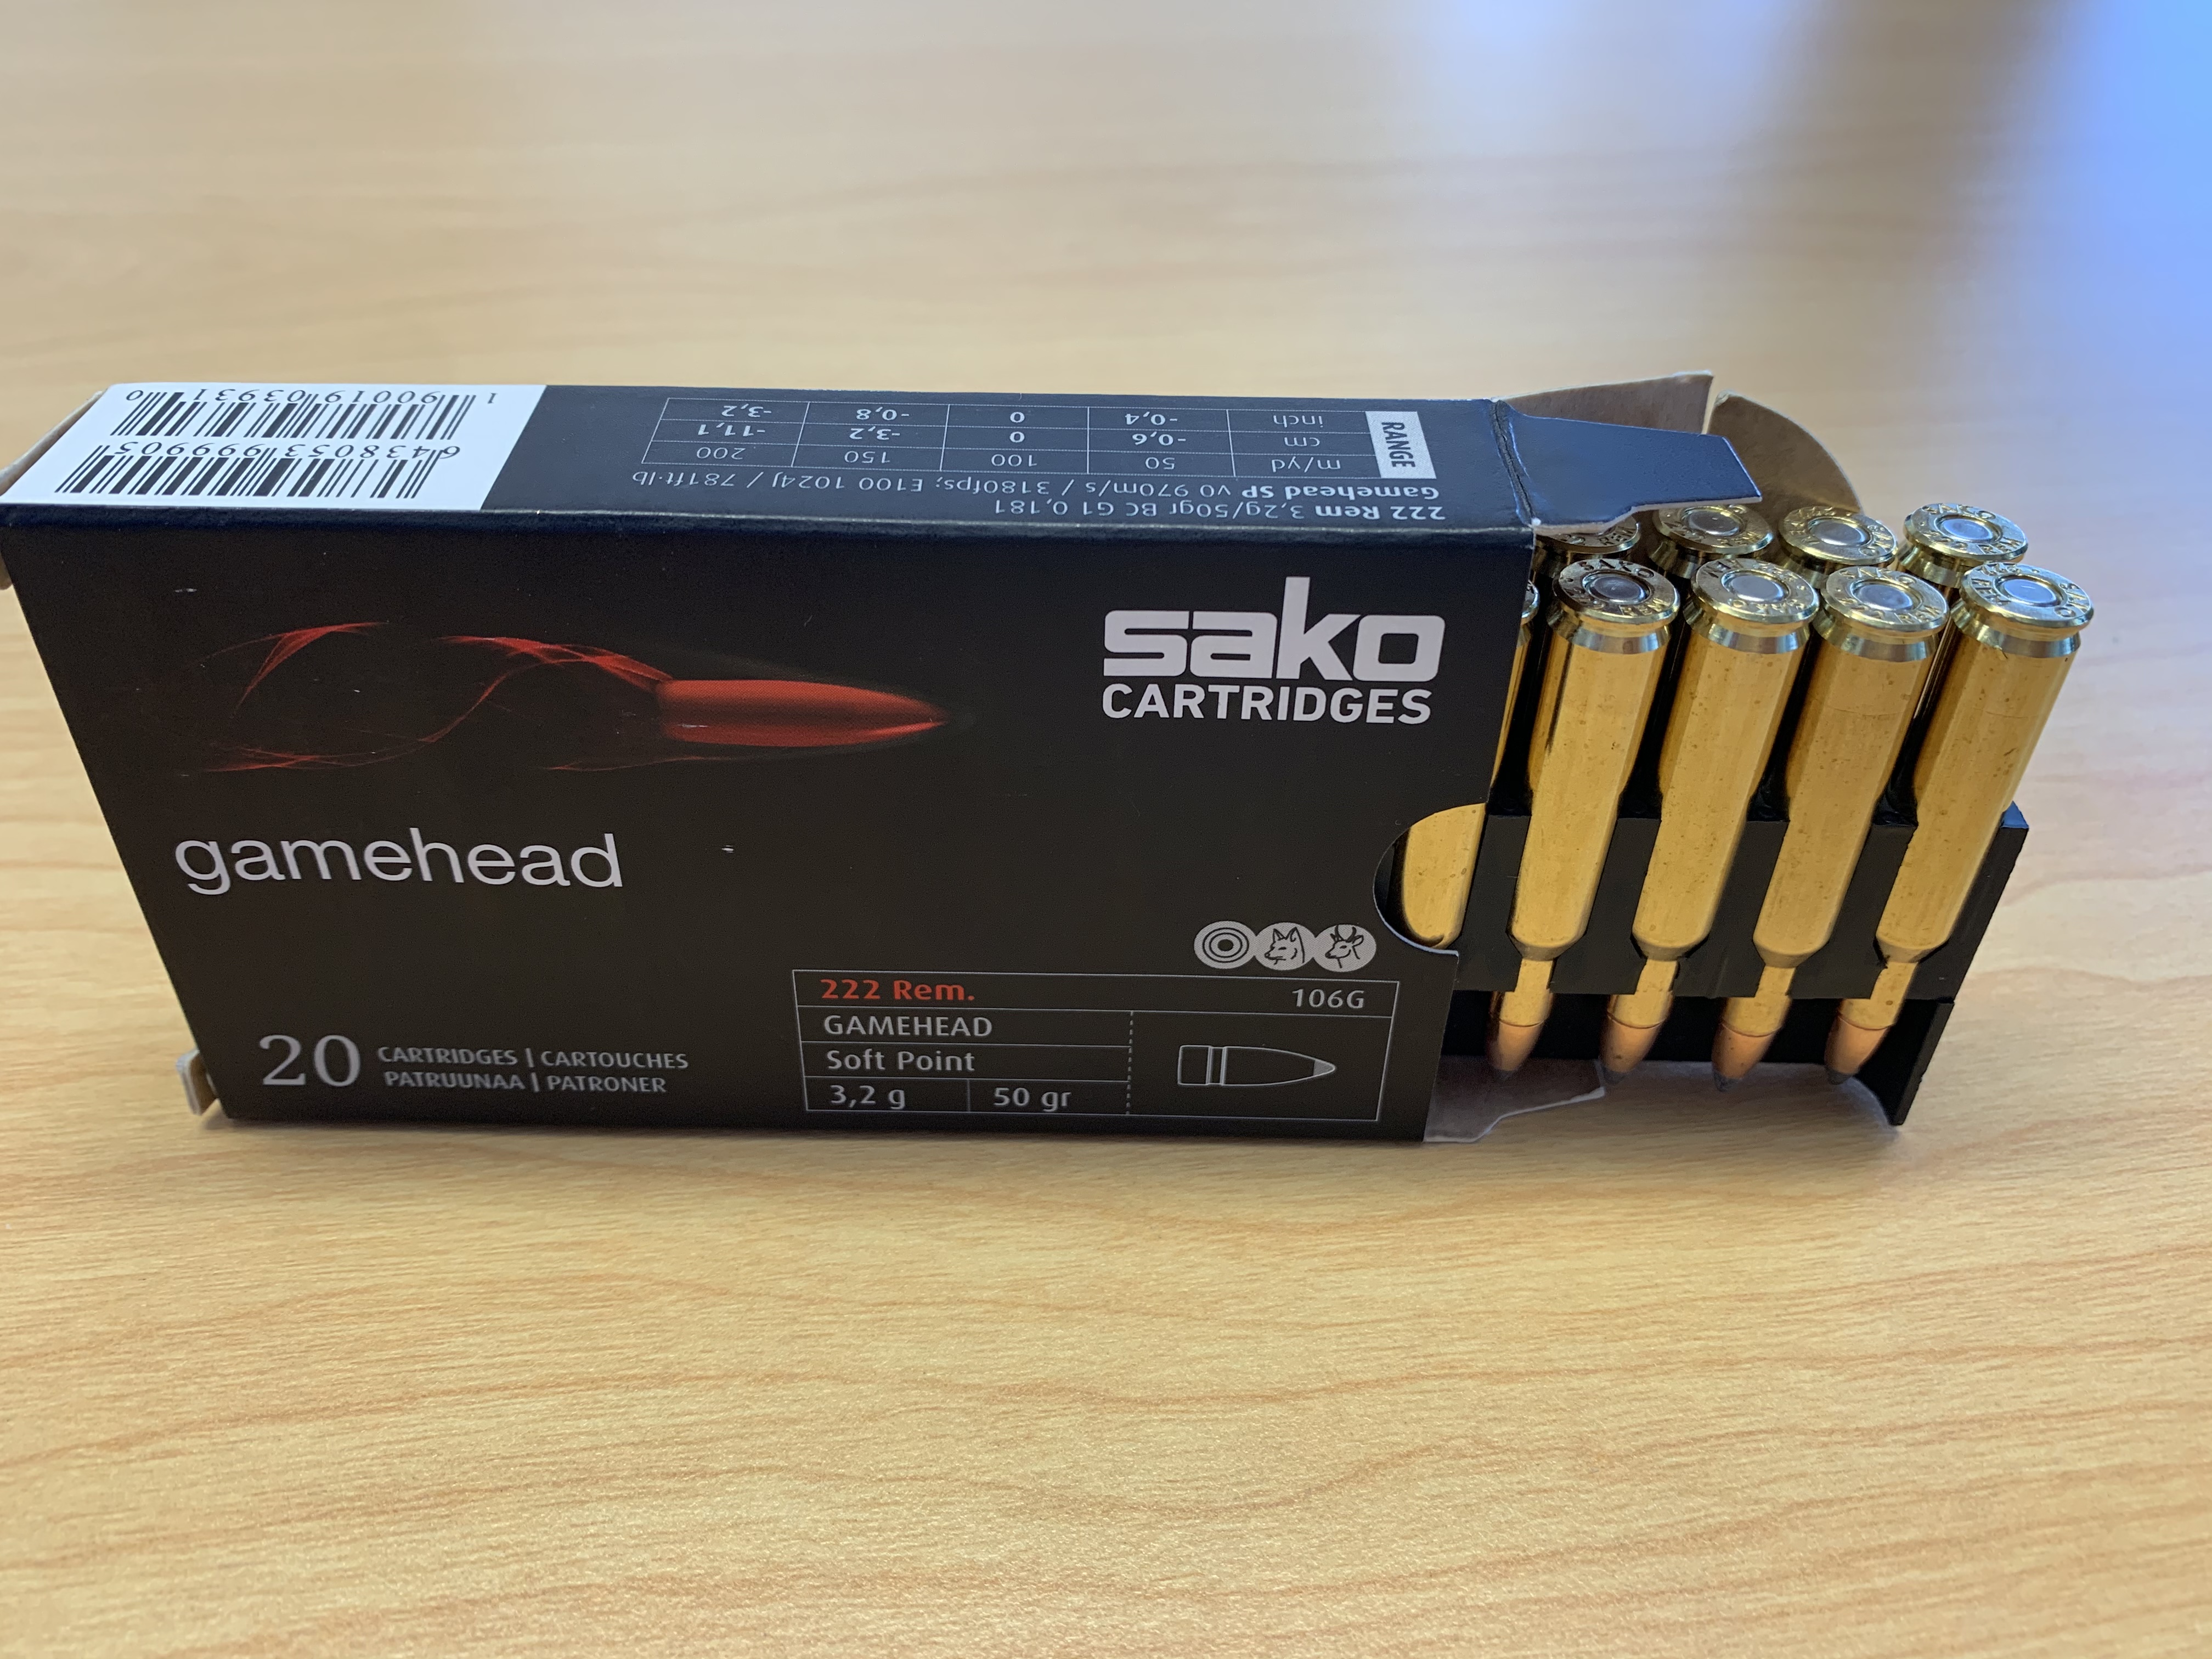 1 90019 03931 0
6 438053 999905
222 Rem 3,2g/50gr BC G1 0,181
Gamehead SP v0 970m/s / 3180fps; E100 1024J / 781ft·lb
RANGE
m/yd 50 100 150 200
cm -0,6 0 -3,2 -11,1
inch -0,4 0 -0,8 -3,2
sako
CARTRIDGES
gamehead
222 Rem. 106G
GAMEHEAD
Soft Point
3,2 g 50 gr
20 CARTRIDGES | CARTOUCHES
PATRUUNAA | PATRONER
SAKO